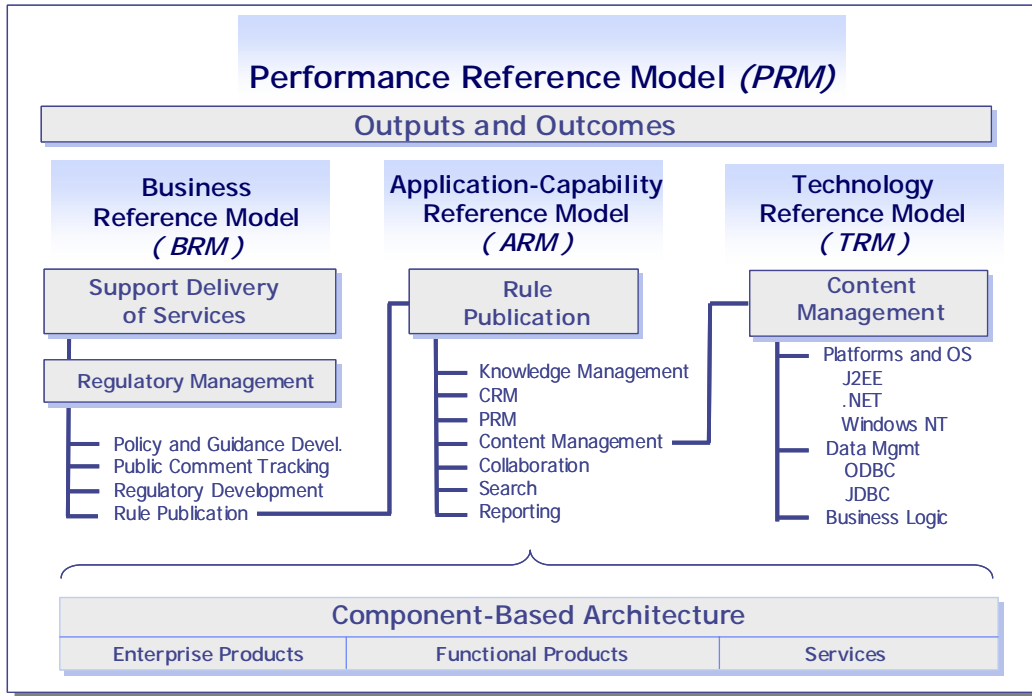 Performance Reference Model (PRM)
Outputs and Outcomes
Business
Reference Model
( BRM )
Support Delivery
of Services
Regulatory Management
Policy and Guidance Devel.
Public Comment Tracking
Regulatory Development
Rule Publication
Application-Capability
Reference Model
( ARM )
Rule
Publication
Knowledge Management
CRM
PRM
Content Management
Collaboration
Search
Reporting
Technology
Reference Model
( TRM )
Content
Management
Platforms and OS
J2EE
.NET
Windows NT
Data Mgmt
ODBC
JDBC
Business Logic
Component-Based Architecture
Enterprise Products
Functional Products
Services